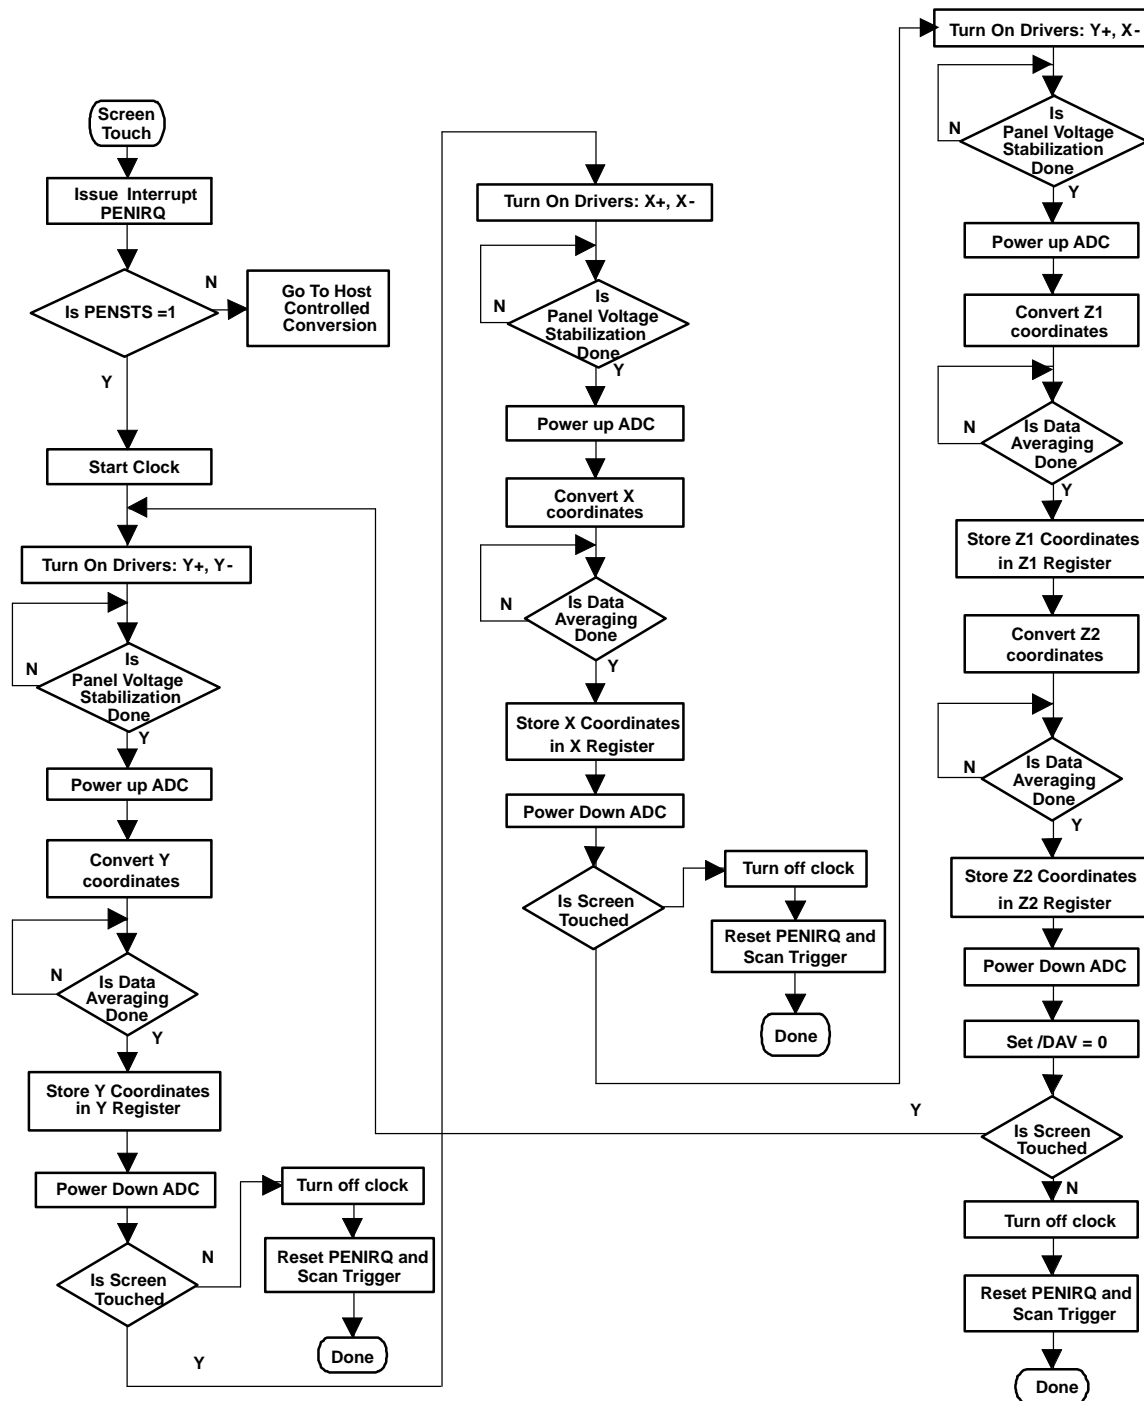 Screen
Touch
Issue Interrupt
PENIRQ
Is PENSTS =1
N
Go To Host
Controlled
Conversion
Y
Start Clock
Turn On Drivers: Y+, Y-
Is
Panel Voltage
Stabilization
Done
N
Y
Power up ADC
Convert Y
coordinates
Is Data
Averaging
Done
N
Y
Store Y Coordinates
in Y Register
Power Down ADC
Is Screen
Touched
N
Turn off clock
Reset PENIRQ and
Scan Trigger
Done
Y
Turn On Drivers: X+, X-
Is
Panel Voltage
Stabilization
Done
N
Y
Power up ADC
Convert X
coordinates
Is Data
Averaging
Done
N
Y
Store X Coordinates
in X Register
Power Down ADC
Is Screen
Touched
Turn off clock
Reset PENIRQ and
Scan Trigger
Done
Turn On Drivers: Y+, X-
Is
Panel Voltage
Stabilization
Done
N
Y
Power up ADC
Convert Z1
coordinates
Is Data
Averaging
Done
N
Y
Store Z1 Coordinates
in Z1 Register
Convert Z2
coordinates
Is Data
Averaging
Done
N
Y
Store Z2 Coordinates
in Z2 Register
Power Down ADC
Set /DAV = 0
Is Screen
Touched
Y
N
Turn off clock
Reset PENIRQ and
Scan Trigger
Done